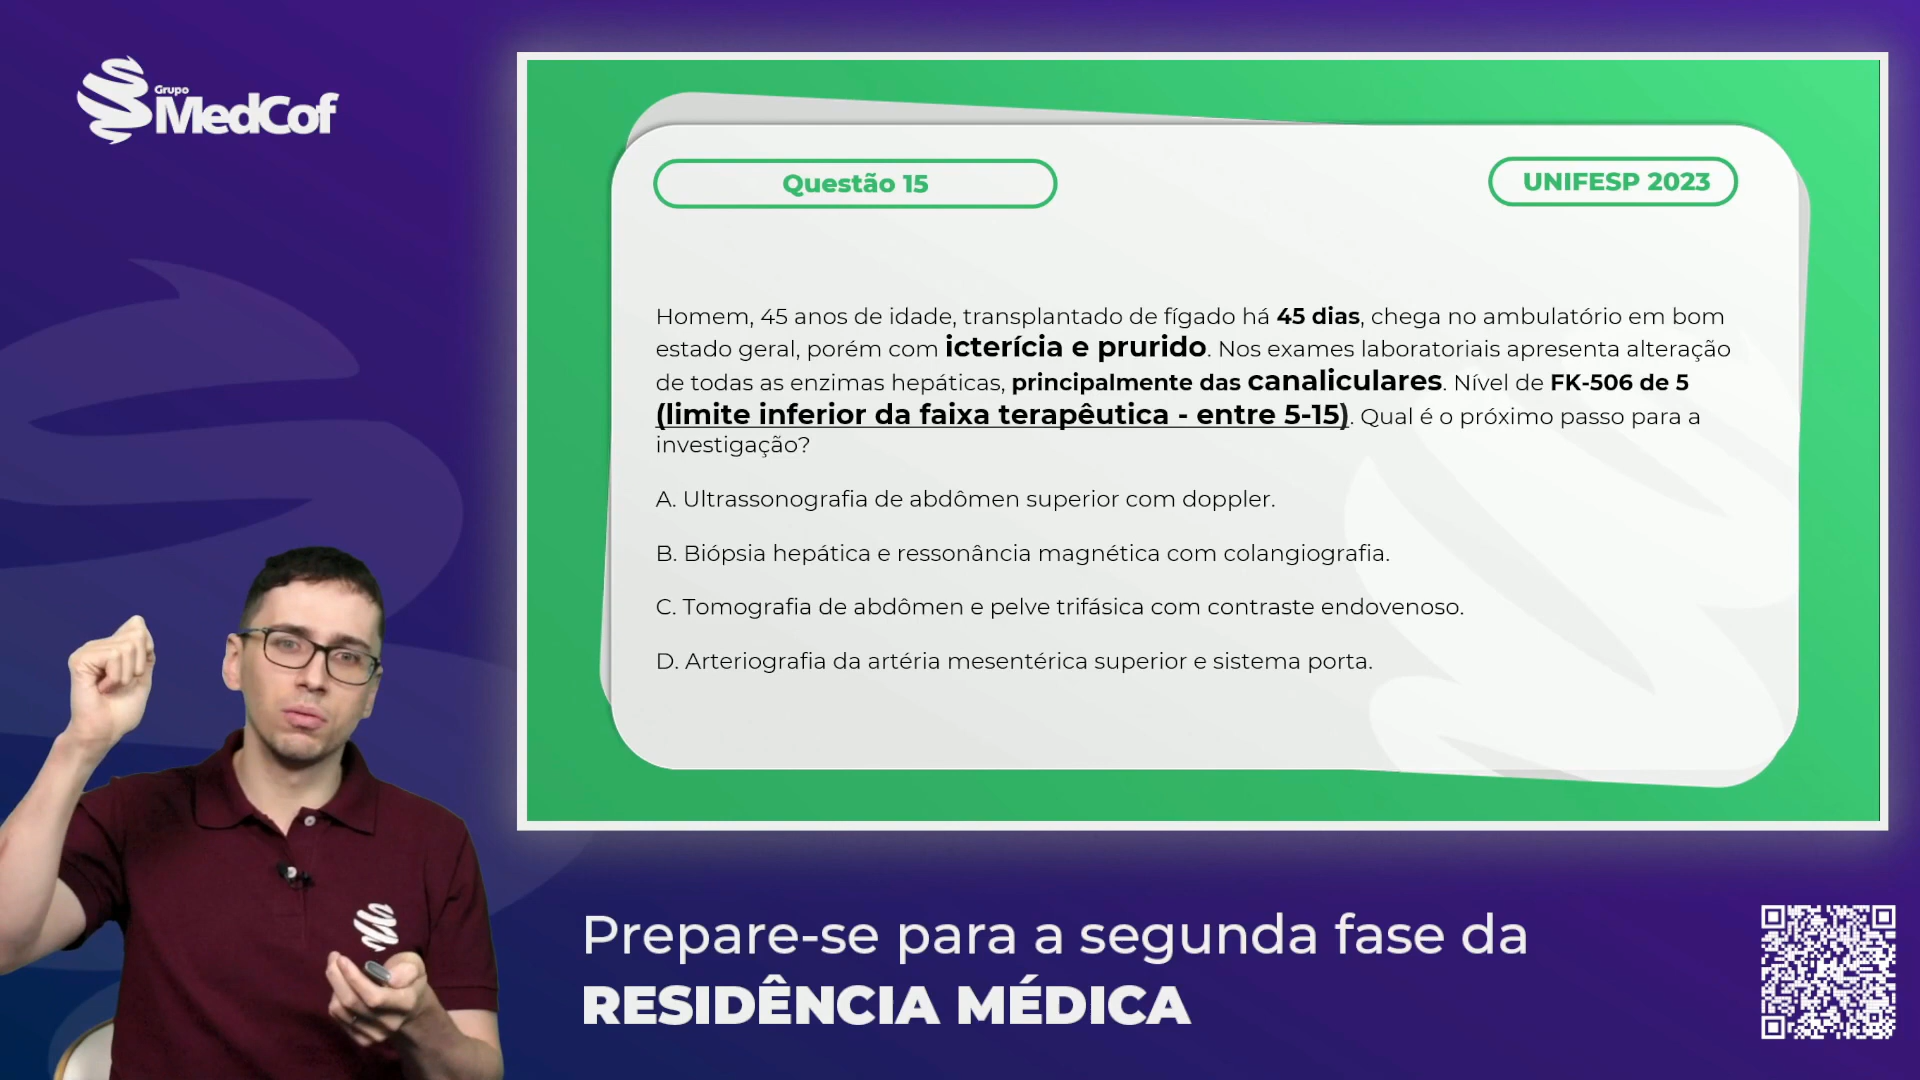 Grupo
MedCof
Questão 15
UNIFESP 2023
Homem, 45 anos de idade, transplantado de fígado há 45 dias, chega no ambulatório em bom
estado geral, porém com icterícia e prurido. Nos exames laboratoriais apresenta alteração
de todas as enzimas hepáticas, principalmente das canaliculares. Nível de FK-506 de 5
(limite inferior da faixa terapêutica - entre 5-15). Qual é o próximo passo para a
investigação?
A. Ultrassonografia de abdômen superior com doppler.
B. Biópsia hepática e ressonância magnética com colangiografia.
C. Tomografia de abdômen e pelve trifásica com contraste endovenoso.
D. Arteriografia da artéria mesentérica superior e sistema porta.
Prepare-se para a segunda fase da
RESIDÊNCIA MÉDICA